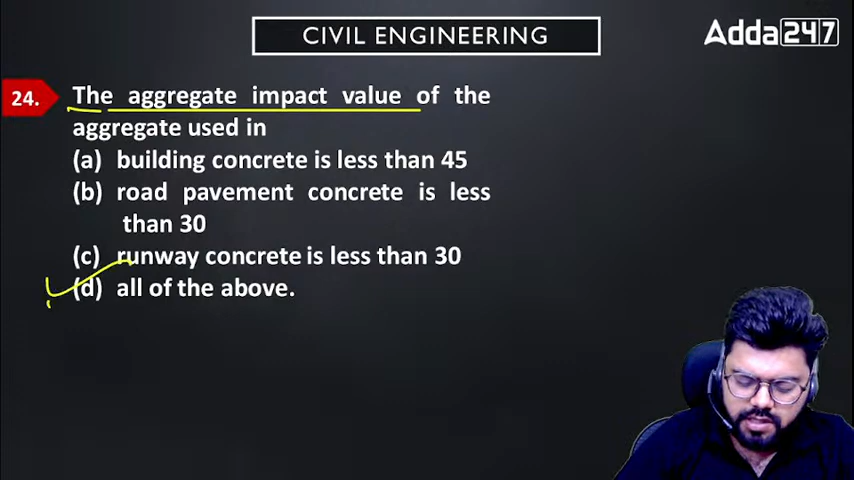 CIVIL ENGINEERING
Adda247
24.
The aggregate impact value of the
aggregate used in
(a) building concrete is less than 45
(b) road pavement concrete is less
than 30
(c) runway concrete is less than 30
(d) all of the above.